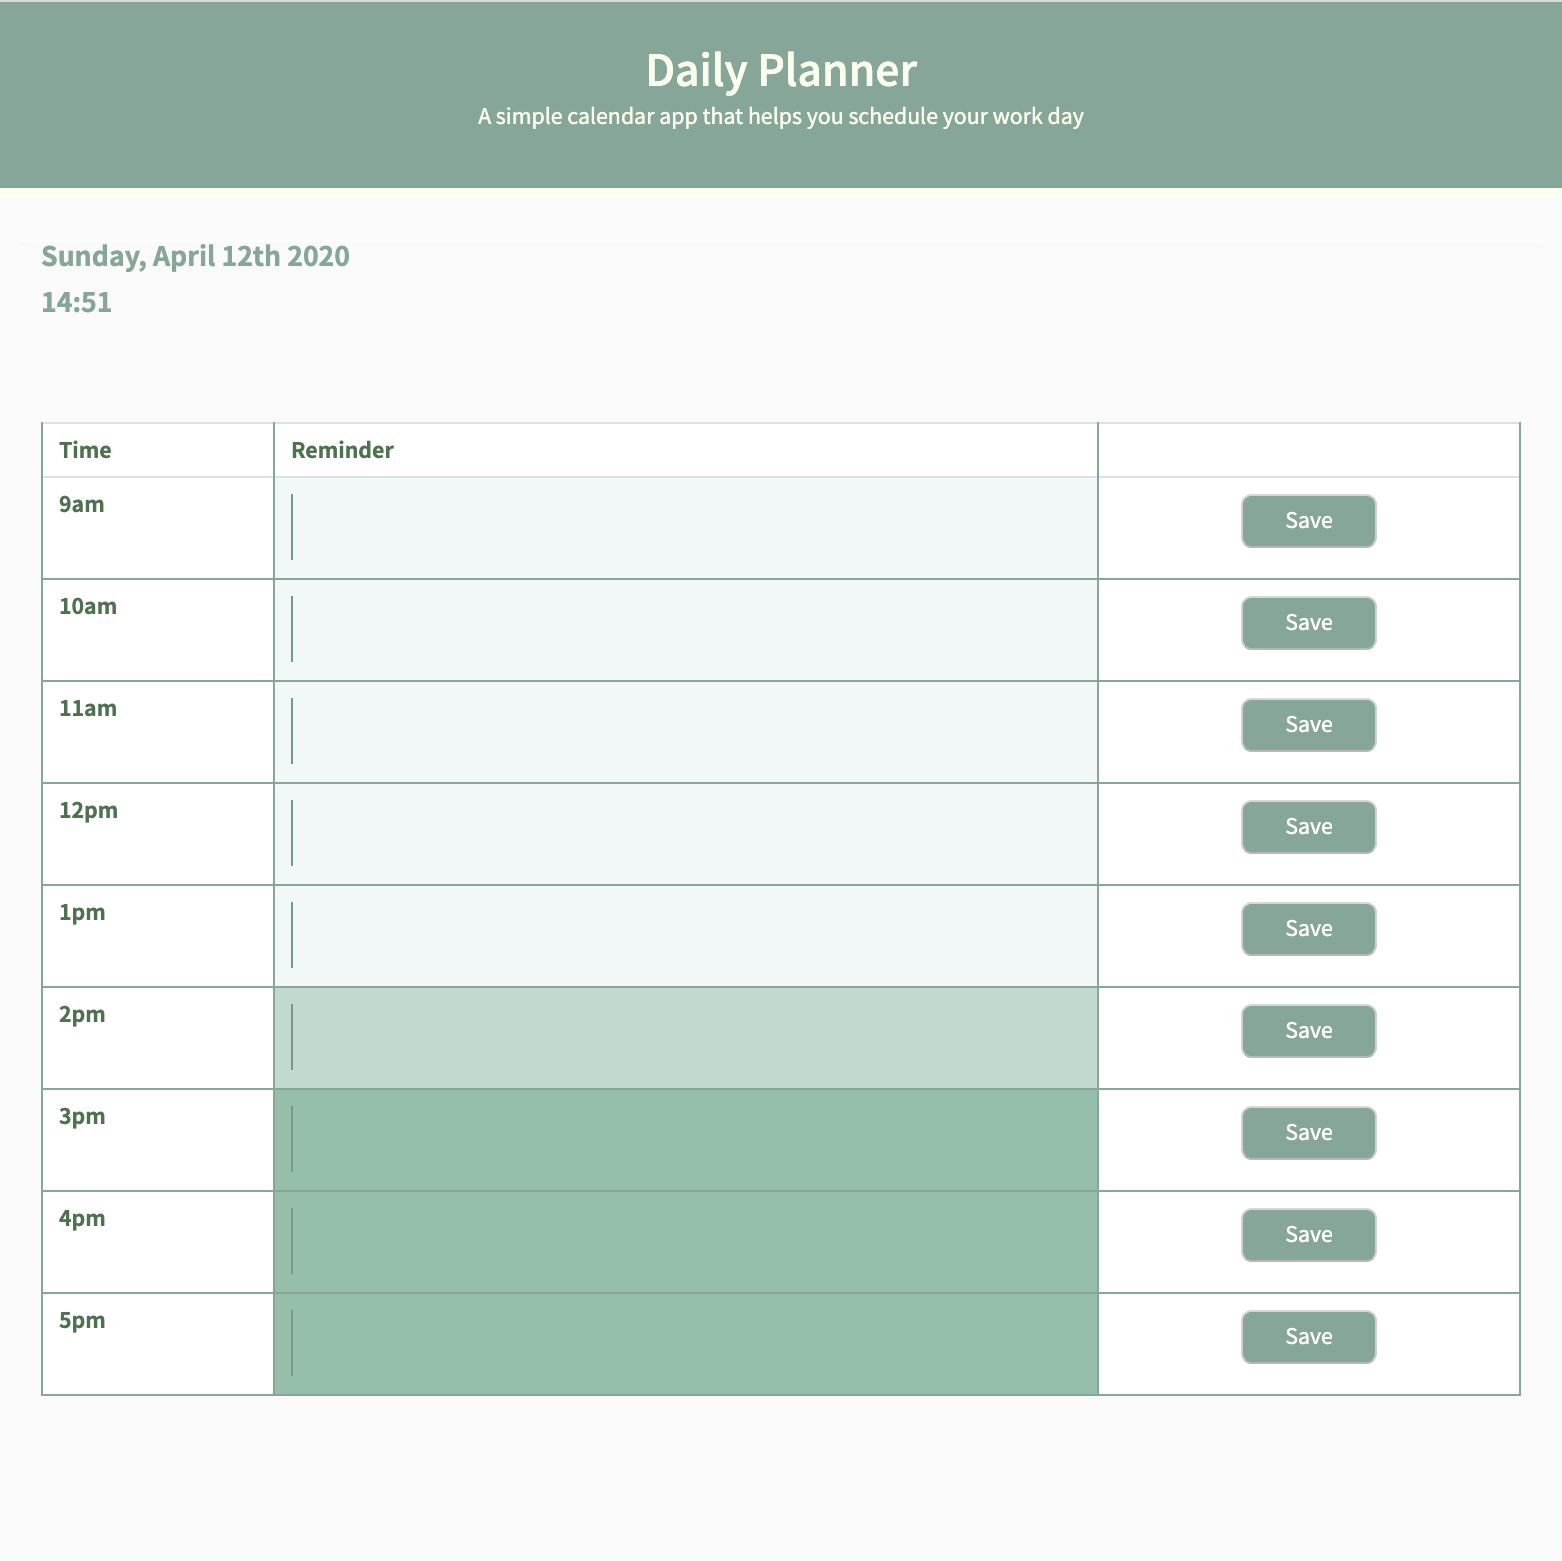 Daily Planner
A simple calendar app that helps you schedule your work day
Sunday, April 12th 2020
14:51
Time Reminder
9am Save
10am Save
11am Save
12pm Save
1pm Save
2pm Save
3pm Save
4pm Save
5pm Save